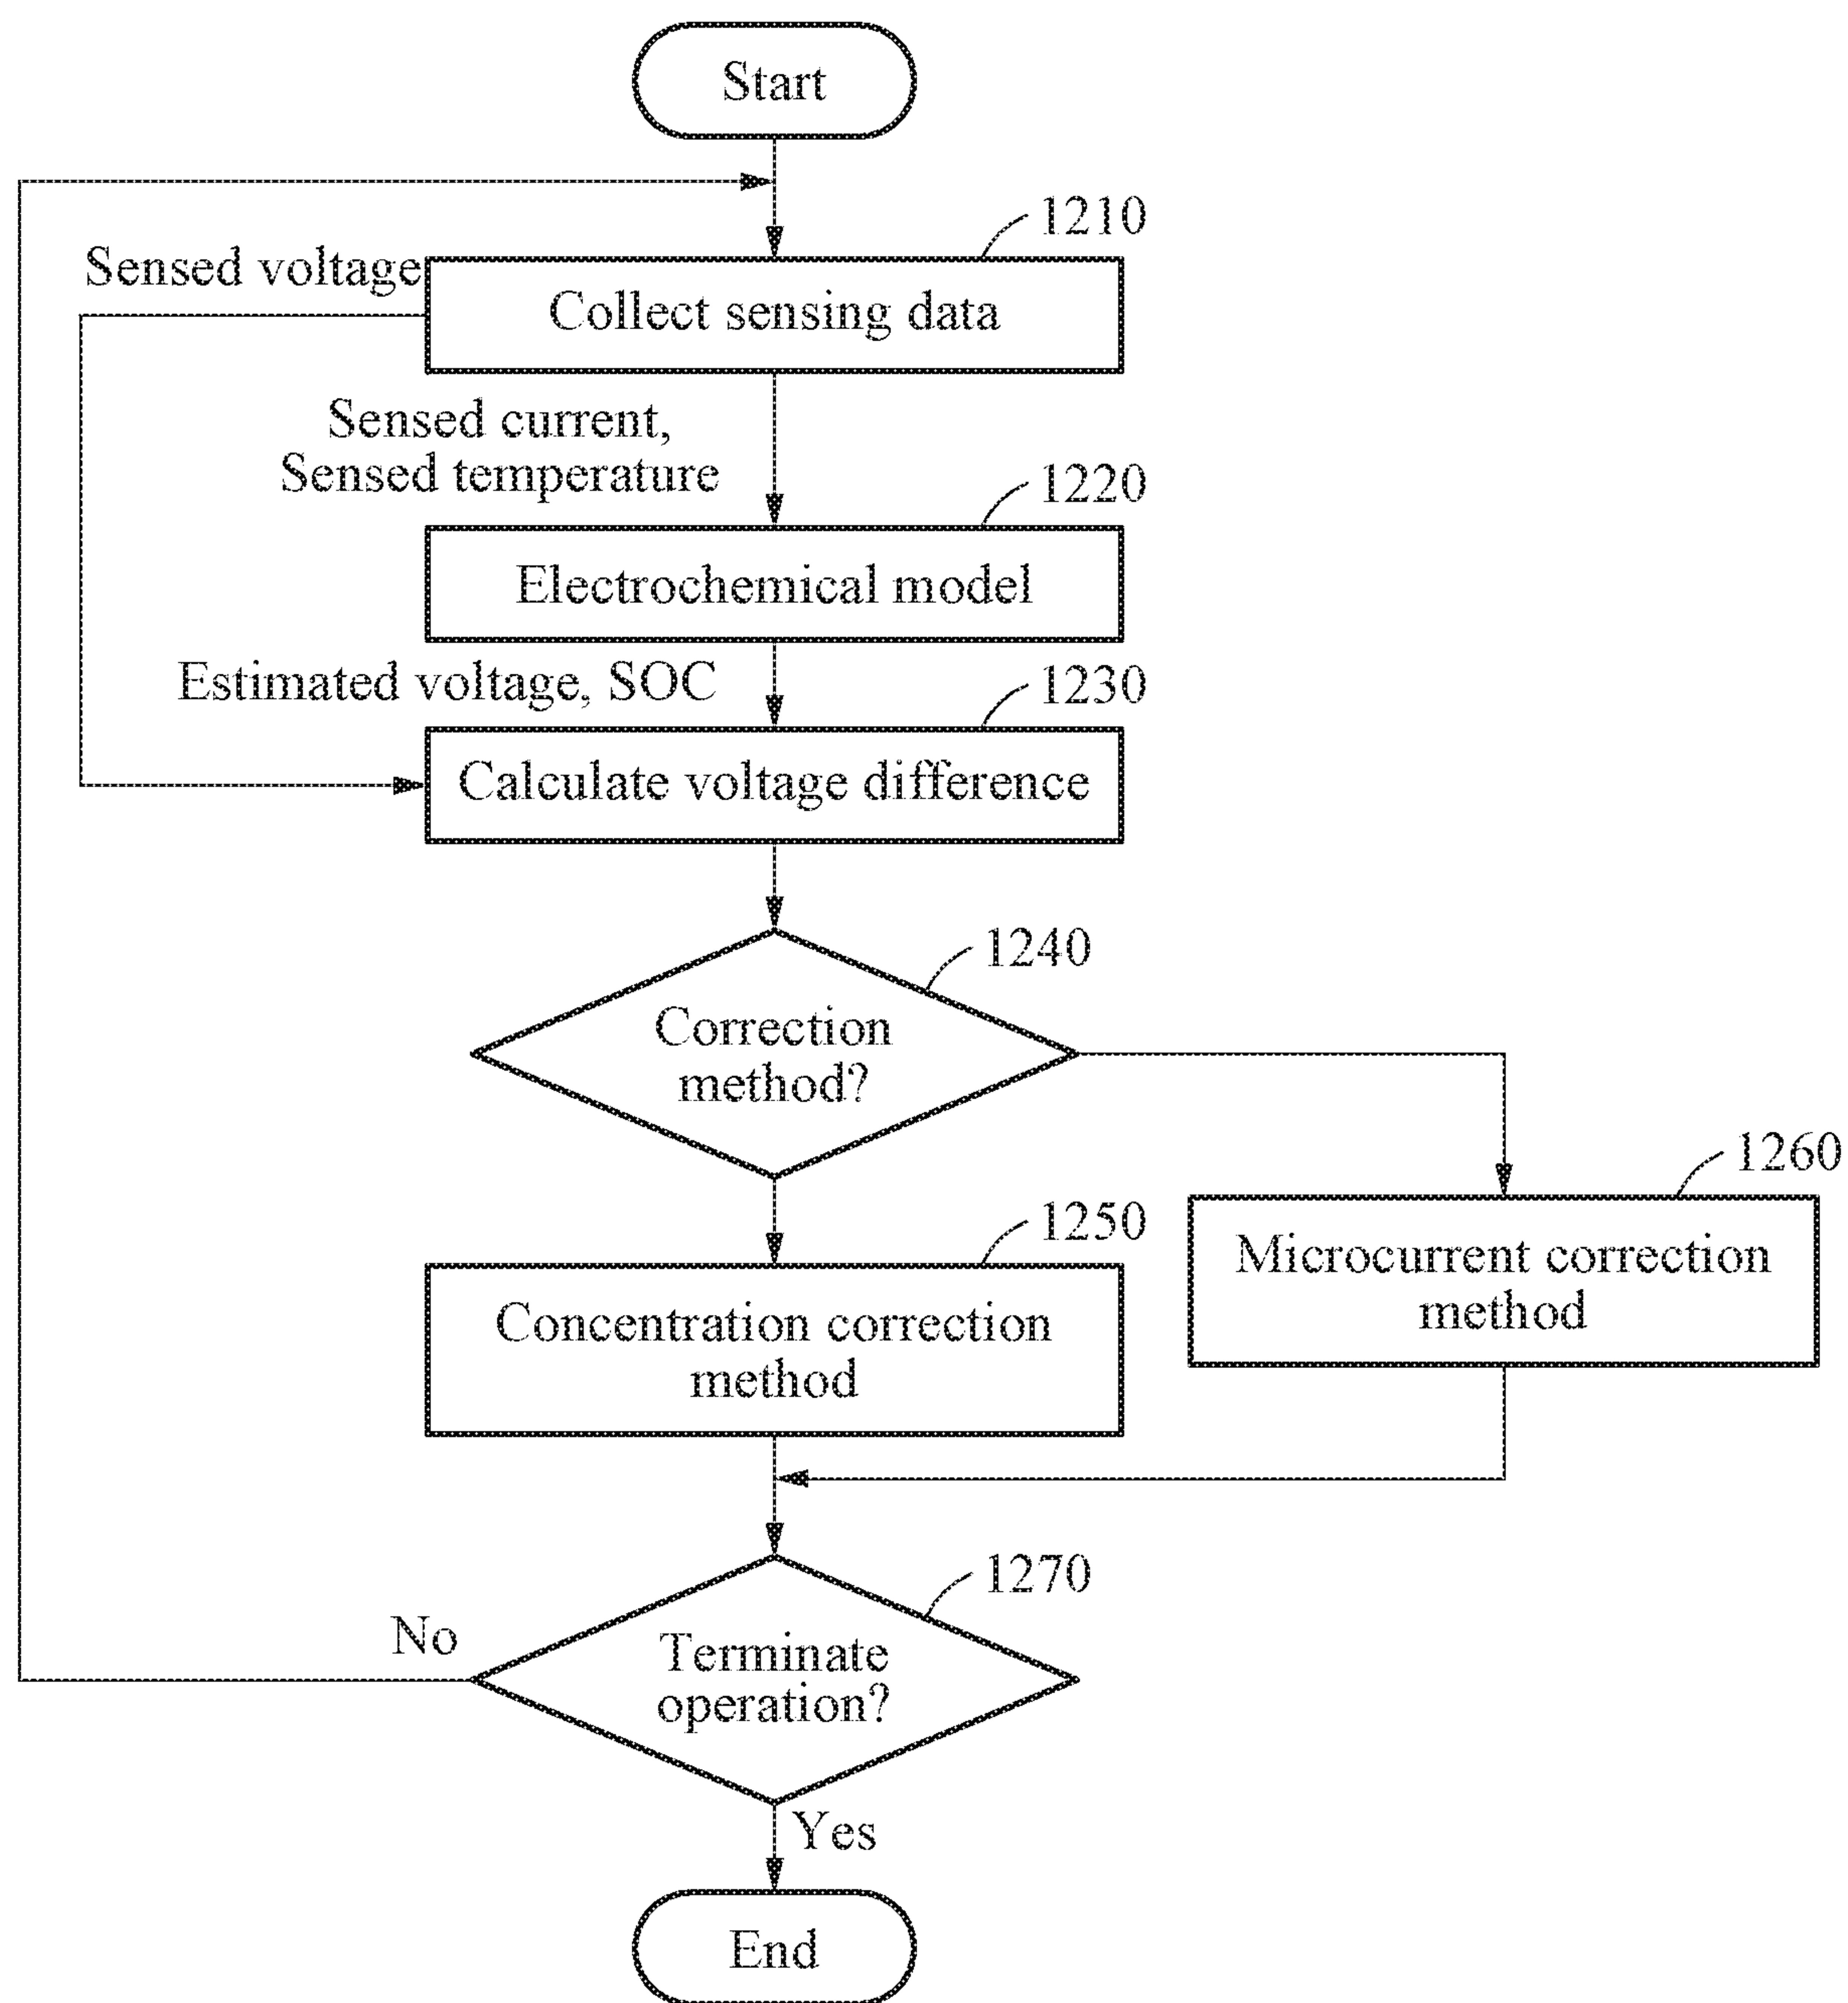 Start
1210
Sensed voltage
Collect sensing data
Sensed current,
Sensed temperature
1220
Electrochemical model
Estimated voltage, SOC
1230
Calculate voltage difference
1240
Correction
method?
1260
Microcurrent correction
method
1250
Concentration correction
method
1270
No
Terminate
operation?
Yes
End